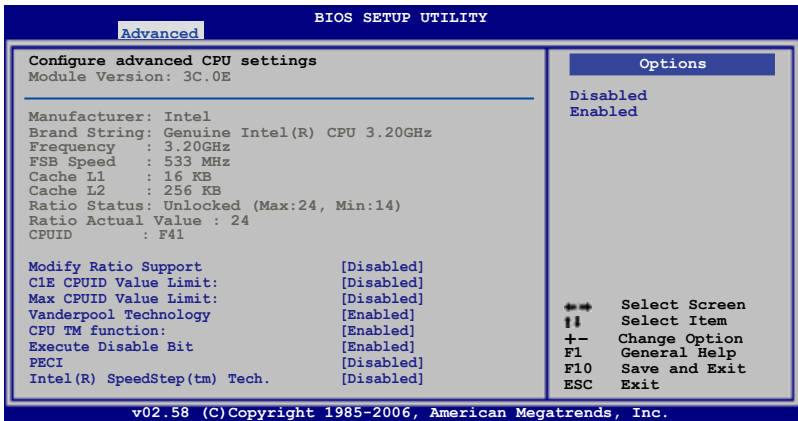 BIOS SETUP UTILITY
Advanced
Configure advanced CPU settings
Module Version: 3C.0E
Manufacturer: Intel
Brand String: Genuine Intel(R) CPU 3.20GHz
Frequency : 3.20GHz
FSB Speed : 533 MHz
Cache L1 : 16 KB
Cache L2 : 256 KB
Ratio Status: Unlocked (Max:24, Min:14)
Ratio Actual Value : 24
CPUID : F41
Modify Ratio Support [Disabled]
C1E CPUID Value Limit: [Disabled]
Max CPUID Value Limit: [Disabled]
Vanderpool Technology [Enabled]
CPU TM function: [Enabled]
Execute Disable Bit [Enabled]
PECI [Disabled]
Intel(R) SpeedStep(tm) Tech. [Disabled]
Options
Disabled
Enabled
←→ Select Screen
↑↓ Select Item
+- Change Option
F1 General Help
F10 Save and Exit
ESC Exit
v02.58 (C)Copyright 1985-2006, American Megatrends, Inc.